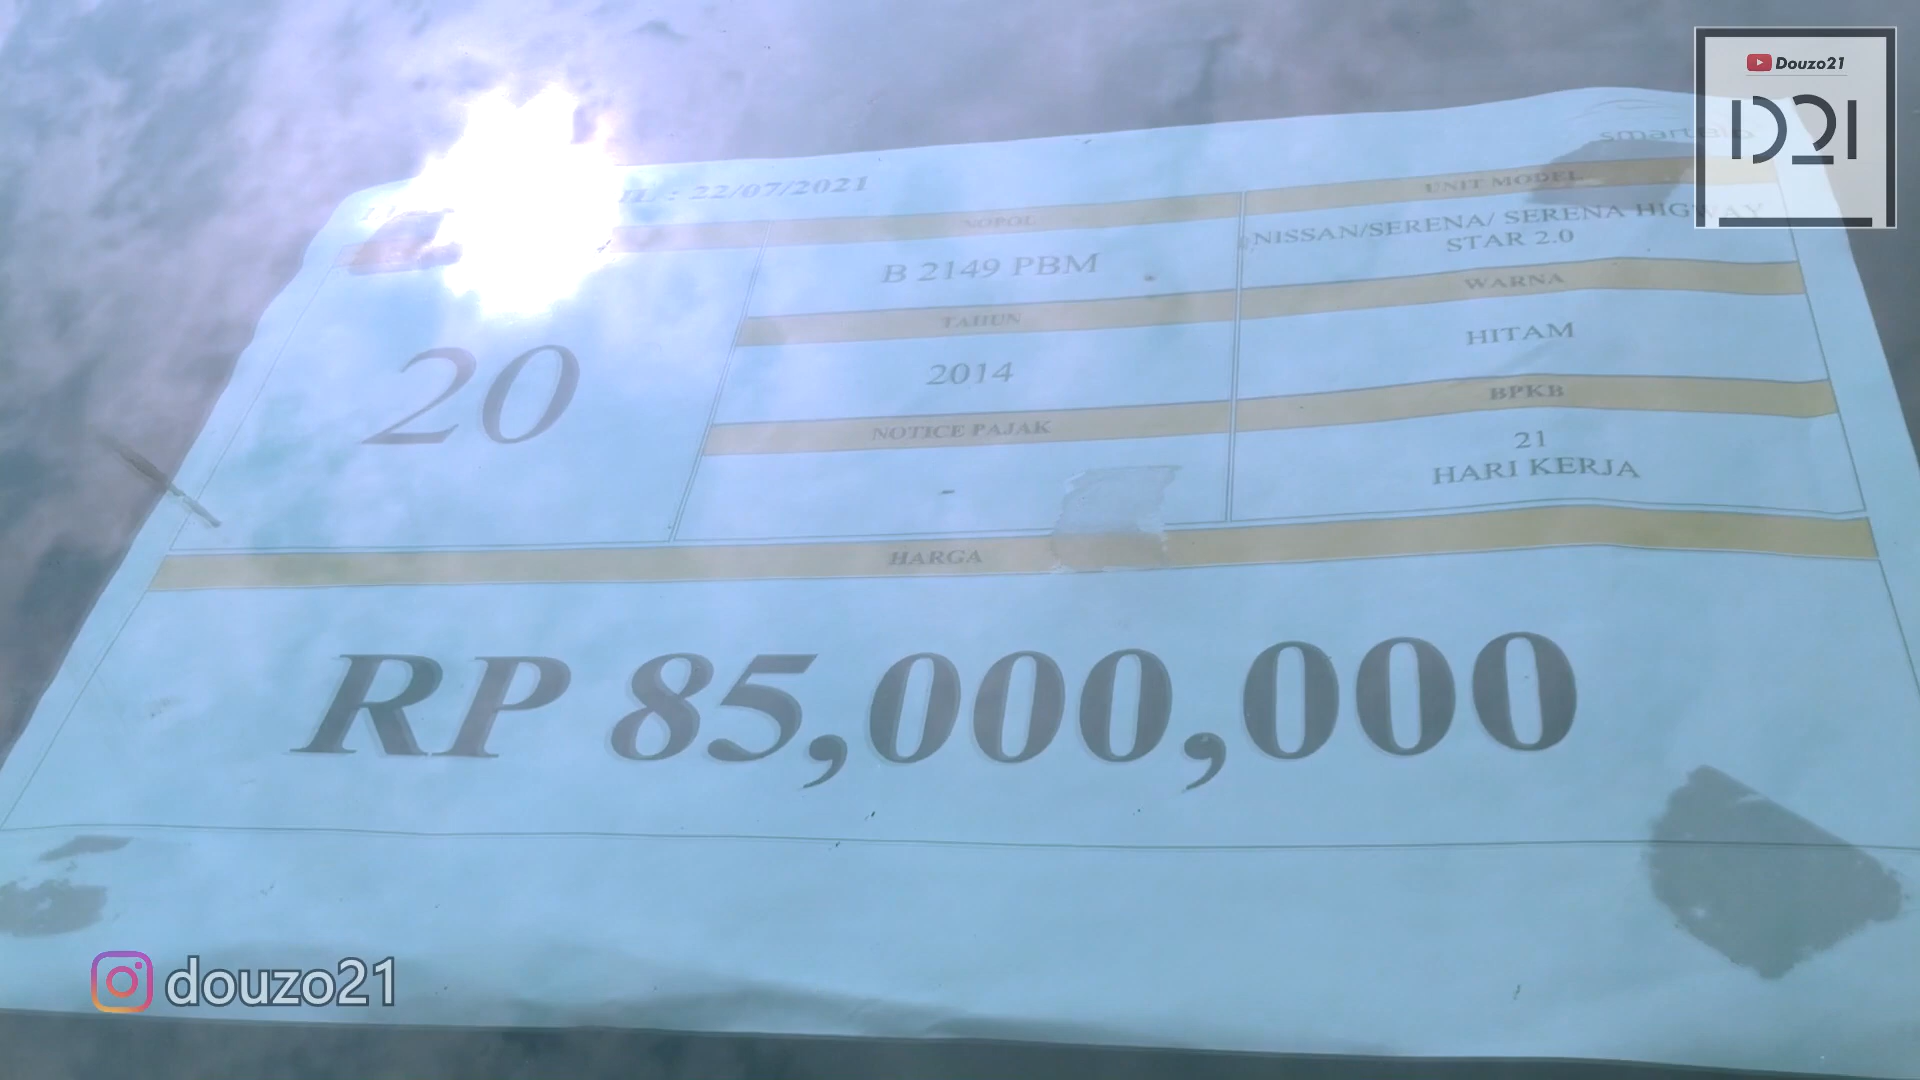 Douzo21
D21
: 22/07/2021
NOPOL
UNIT MODEL
20
B 2149 PBM
NISSAN/SERENA/ SERENA HIGWAY
STAR 2.0
TAHUN
WARNA
2014
HITAM
NOTICE PAJAK
BPKB
-
21
HARI KERJA
HARGA
RP 85,000,000
douzo21